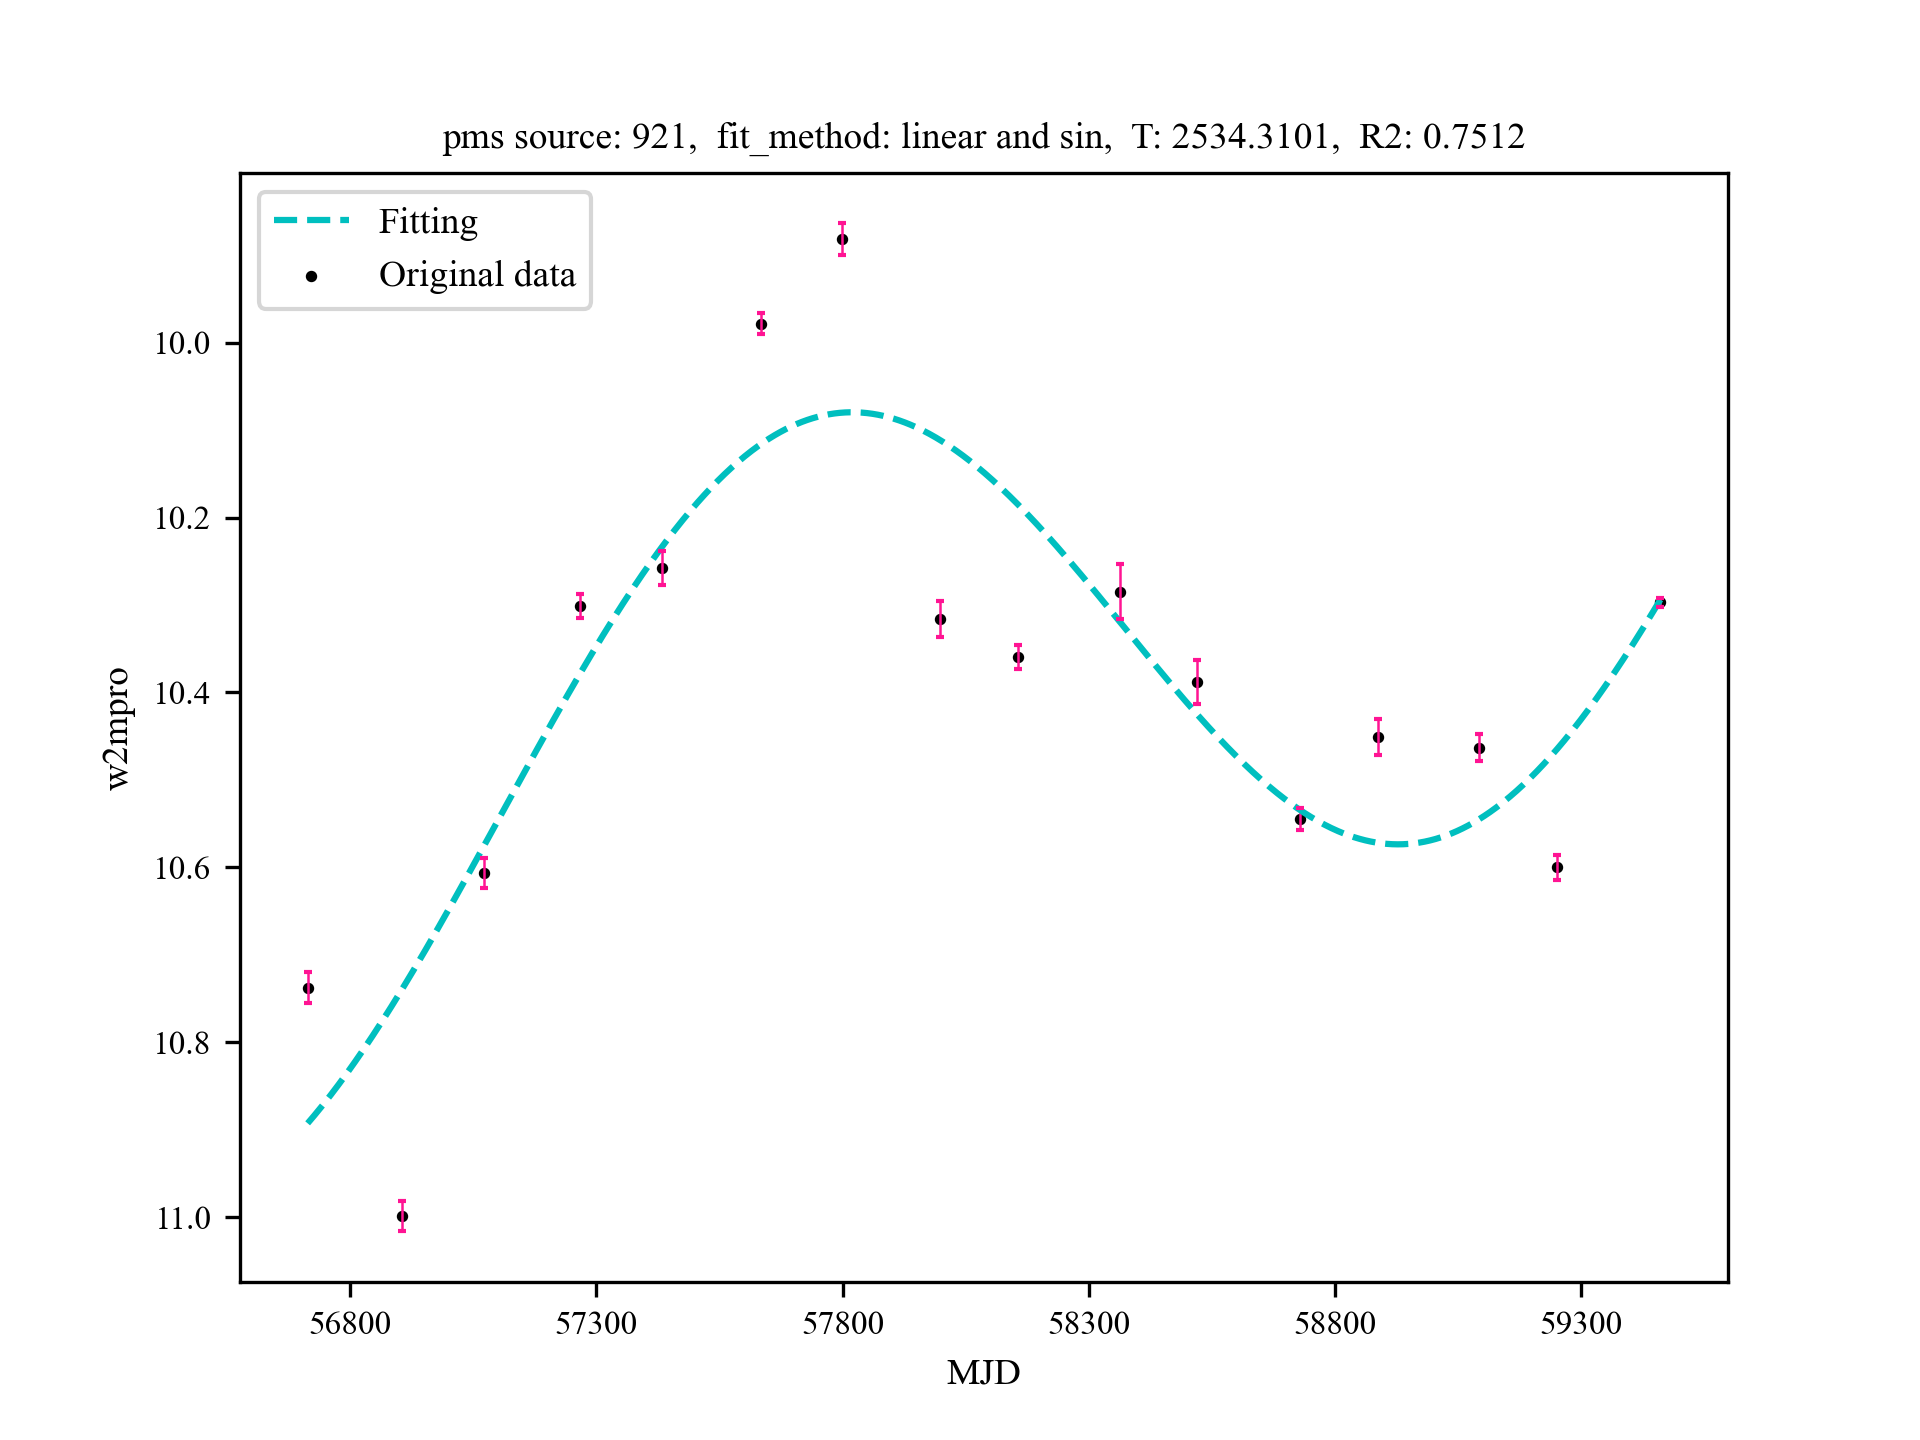 pms source: 921,  fit_method: linear and sin,  T: 2534.3101,  R2: 0.7512
Fitting
Original data
10.0
10.2
10.4
10.6
10.8
11.0
w2mpro
56800 57300 57800 58300 58800 59300
MJD